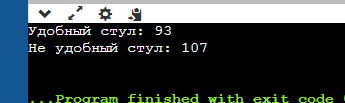 Удобный стул: 93
Не удобный стул: 107
...Program finished with exit code